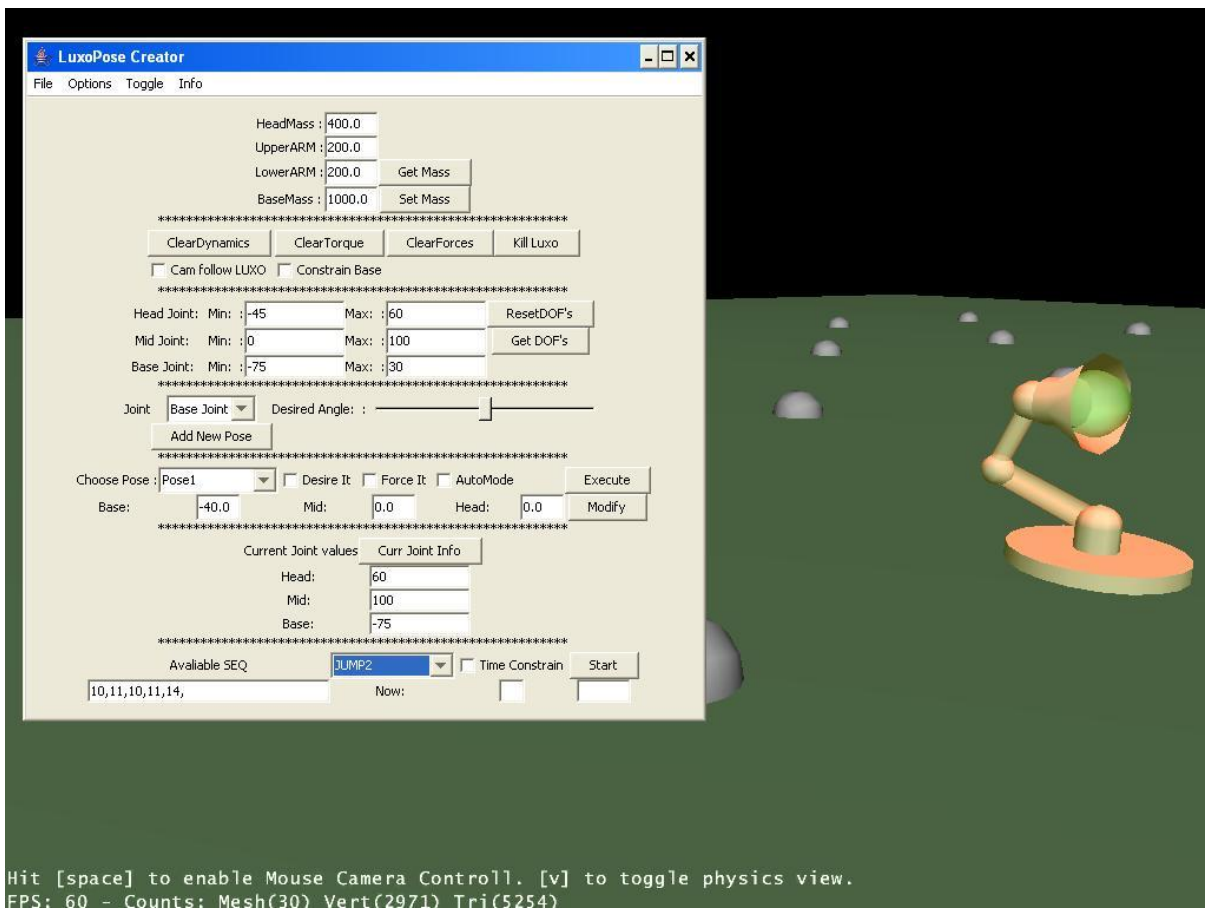 LuxoPose Creator
File Options Toggle Info
HeadMass : 400.0
UpperARM : 200.0
LowerARM : 200.0 Get Mass
BaseMass : 1000.0 Set Mass
**********************************************************
ClearDynamics ClearTorque ClearForces Kill Luxo
Cam follow LUXO Constrain Base
**********************************************************
Head Joint: Min: : -45 Max: : 60 ResetDOF's
Mid Joint: Min: : 0 Max: : 100 Get DOF's
Base Joint: Min: : -75 Max: : 30
**********************************************************
Joint Base Joint Desired Angle: :
Add New Pose
**********************************************************
Choose Pose : Pose1 Desire It Force It AutoMode Execute
Base: -40.0 Mid: 0.0 Head: 0.0 Modify
**********************************************************
Current Joint values Curr Joint Info
Head: 60
Mid: 100
Base: -75
**********************************************************
Avaliable SEQ JUMP2 Time Constrain Start
10,11,10,11,14, Now:
Hit [space] to enable Mouse Camera Controll. [v] to toggle physics view.
FPS: 60 - Counts: Mesh(30) Vert(2971) Tri(5254)